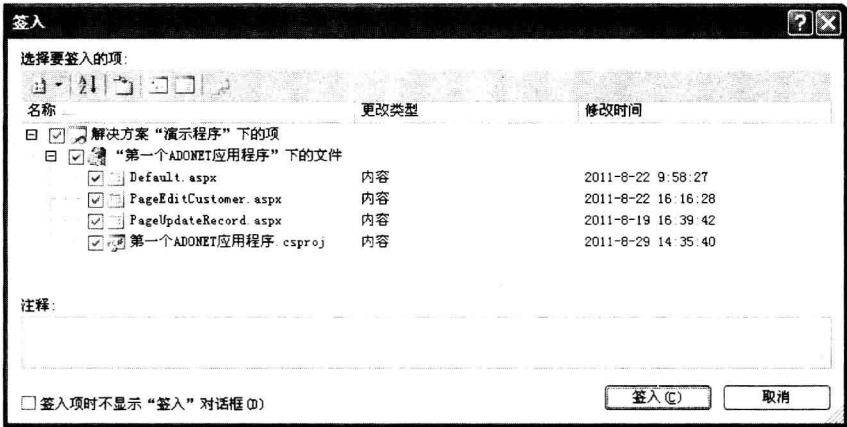 签入
选择要签入的项:
名称 更改类型 修改时间
解决方案“演示程序”下的项
“第一个ADONET应用程序”下的文件
Default.aspx 内容 2011-8-22 9:58:27
PageEditCustomer.aspx 内容 2011-8-22 16:16:28
PageUpdateRecord.aspx 内容 2011-8-19 16:39:42
第一个ADONET应用程序.csproj 内容 2011-8-29 14:35:40
注释:
签入项时不显示“签入”对话框(D)
签入(C) 取消